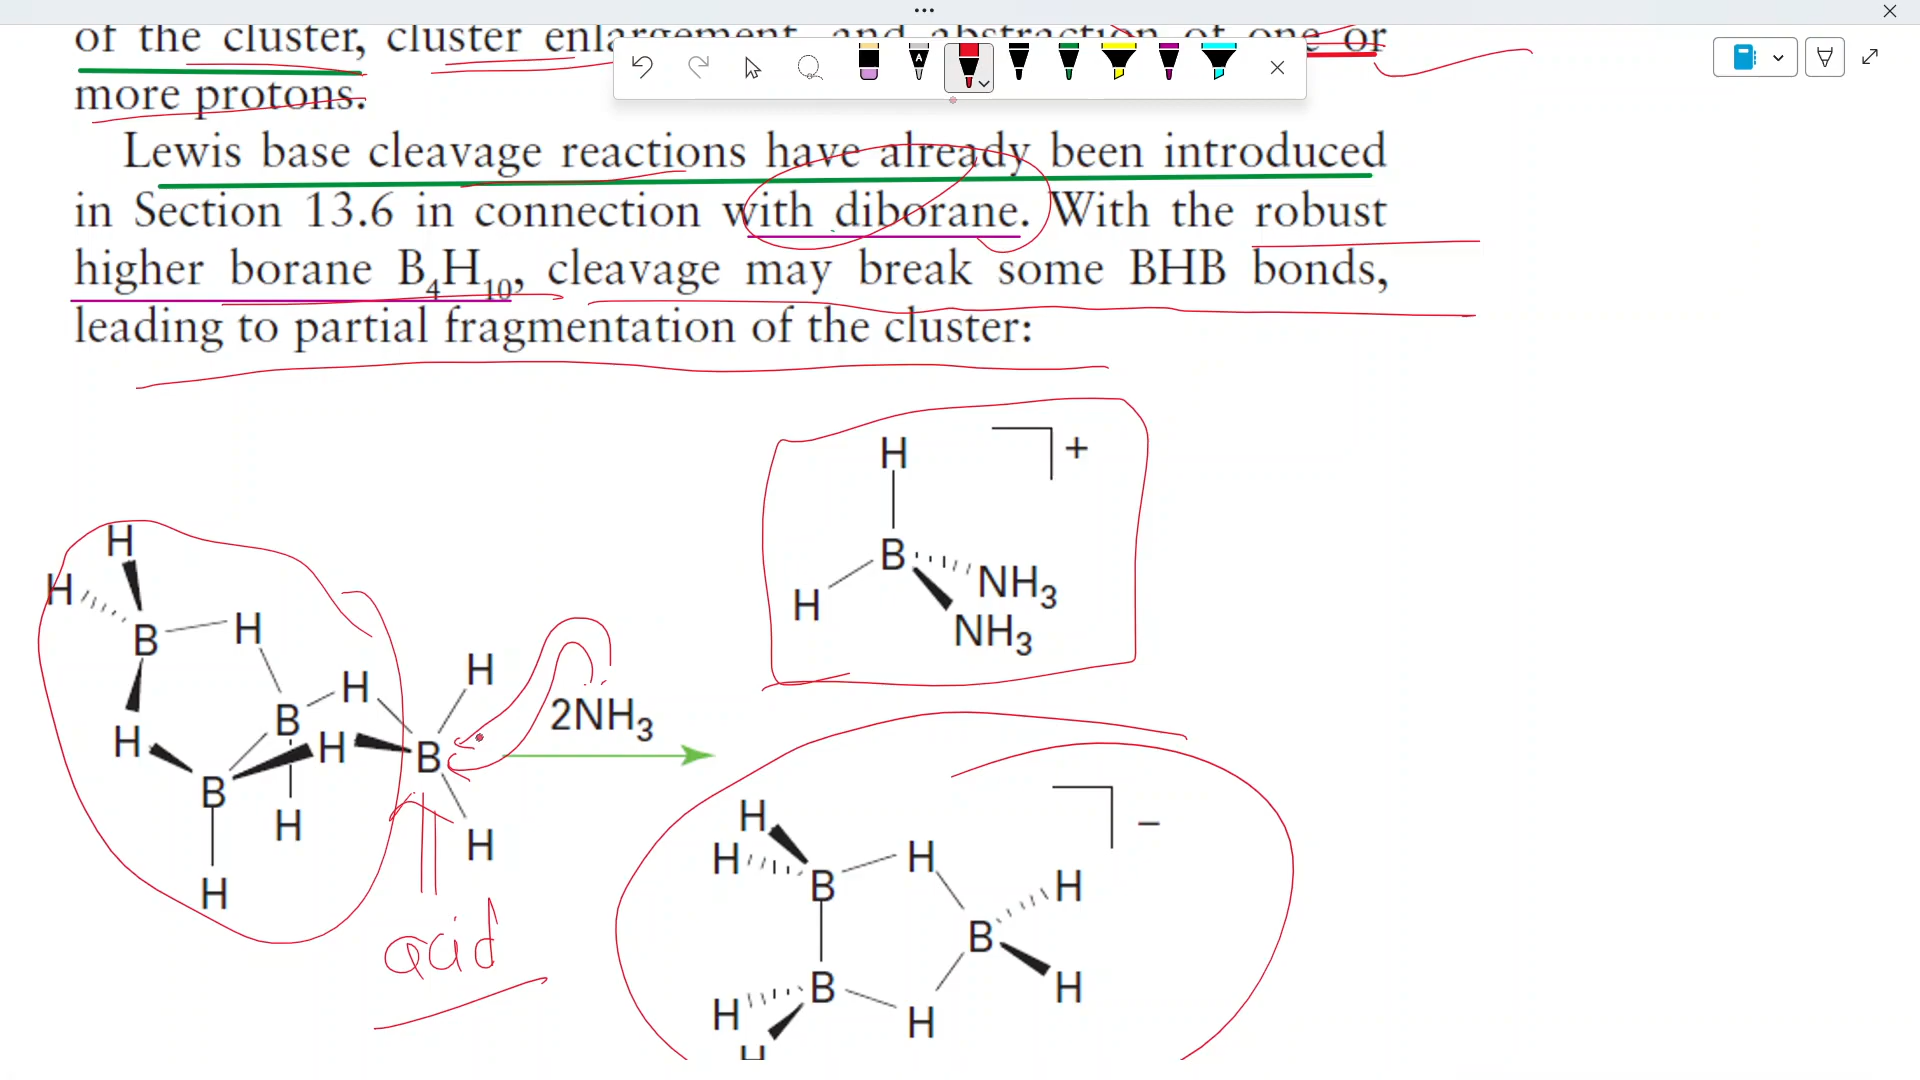 of the cluster, cluster enlargement, and abstraction of one or
more protons.
Lewis base cleavage reactions have already been introduced
in Section 13.6 in connection with diborane. With the robust
higher borane B₄H₁₀, cleavage may break some BHB bonds,
leading to partial fragmentation of the cluster:
H
+
H
H
B
NH₃
H
NH₃
B
H
H
H
B
H
2NH₃
H
H
B
B
H
H
H
acid
−
H
H
H
B
H
B
H
B
H
H
H
H